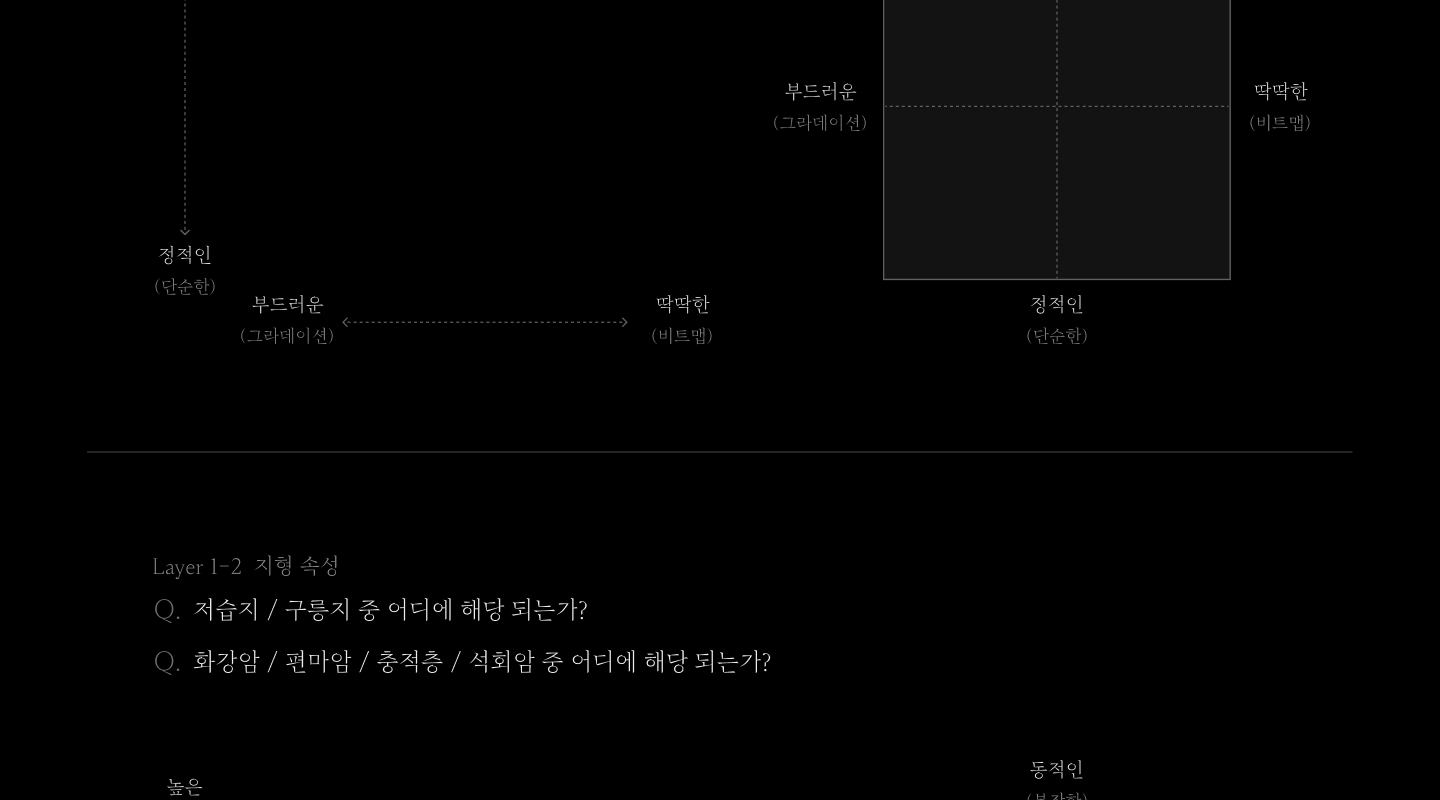 부드러운
(그라데이션)
딱딱한
(비트맵)
정적인
(단순한)
부드러운
(그라데이션)
딱딱한
(비트맵)
정적인
(단순한)
Layer 1-2 지형 속성
Q. 저습지 / 구릉지 중 어디에 해당 되는가?
Q. 화강암 / 편마암 / 충적층 / 석회암 중 어디에 해당 되는가?
높은
동적인